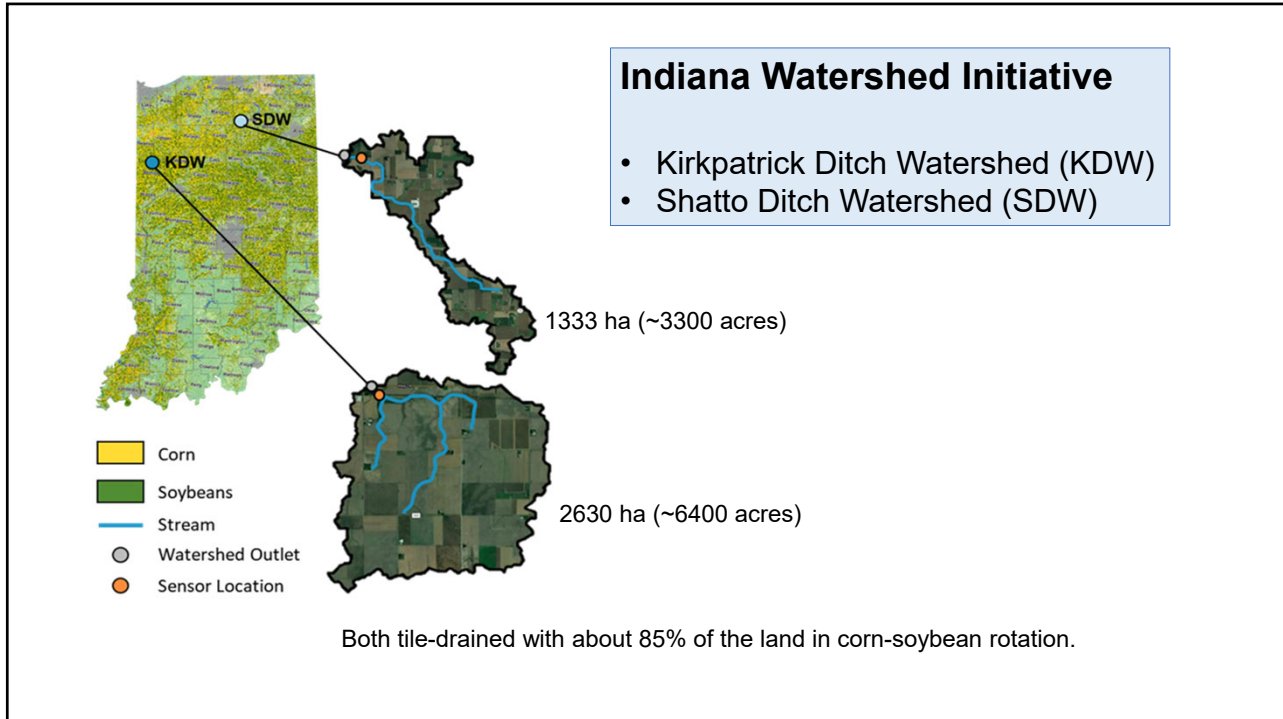 Indiana Watershed Initiative
• Kirkpatrick Ditch Watershed (KDW)
• Shatto Ditch Watershed (SDW)
SDW
KDW
1333 ha (~3300 acres)
2630 ha (~6400 acres)
Corn
Soybeans
Stream
Watershed Outlet
Sensor Location
Both tile-drained with about 85% of the land in corn-soybean rotation.